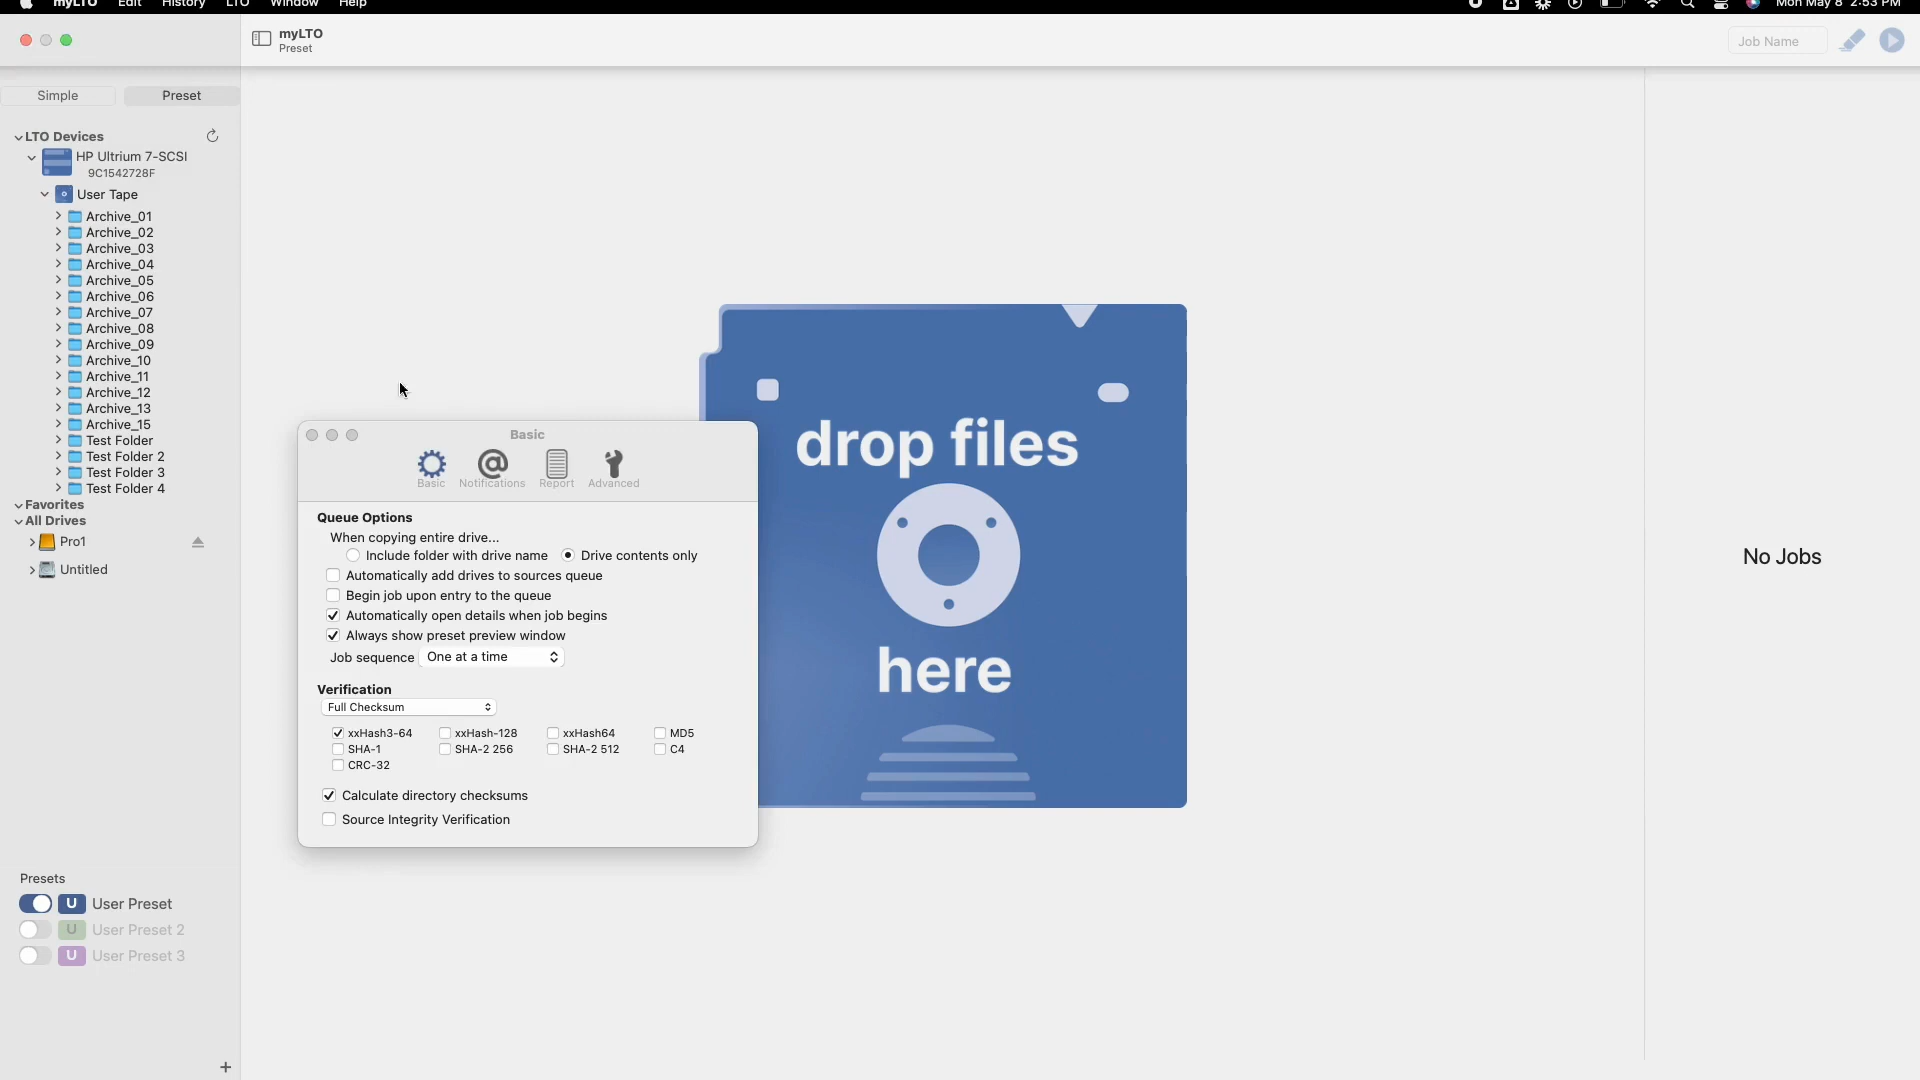 myLTO Edit History LTO Window Help Mon May 8 2:53 PM
myLTO
Preset
Job Name
Simple Preset
LTO Devices
HP Ultrium 7-SCSI
9C1542728F
User Tape
Archive_01
Archive_02
Archive_03
Archive_04
Archive_05
Archive_06
Archive_07
Archive_08
Archive_09
Archive_10
Archive_11
Archive_12
Archive_13
Archive_15
Test Folder
Test Folder 2
Test Folder 3
Test Folder 4
Favorites
All Drives
Pro1
Untitled
Presets
U User Preset
U User Preset 2
U User Preset 3
+
Basic
Basic Notifications Report Advanced
Queue Options
When copying entire drive...
Include folder with drive name Drive contents only
Automatically add drives to sources queue
Begin job upon entry to the queue
Automatically open details when job begins
Always show preset preview window
Job sequence One at a time
Verification
Full Checksum
xxHash3-64 xxHash-128 xxHash64 MD5
SHA-1 SHA-2 256 SHA-2 512 C4
CRC-32
Calculate directory checksums
Source Integrity Verification
drop files
here
No Jobs